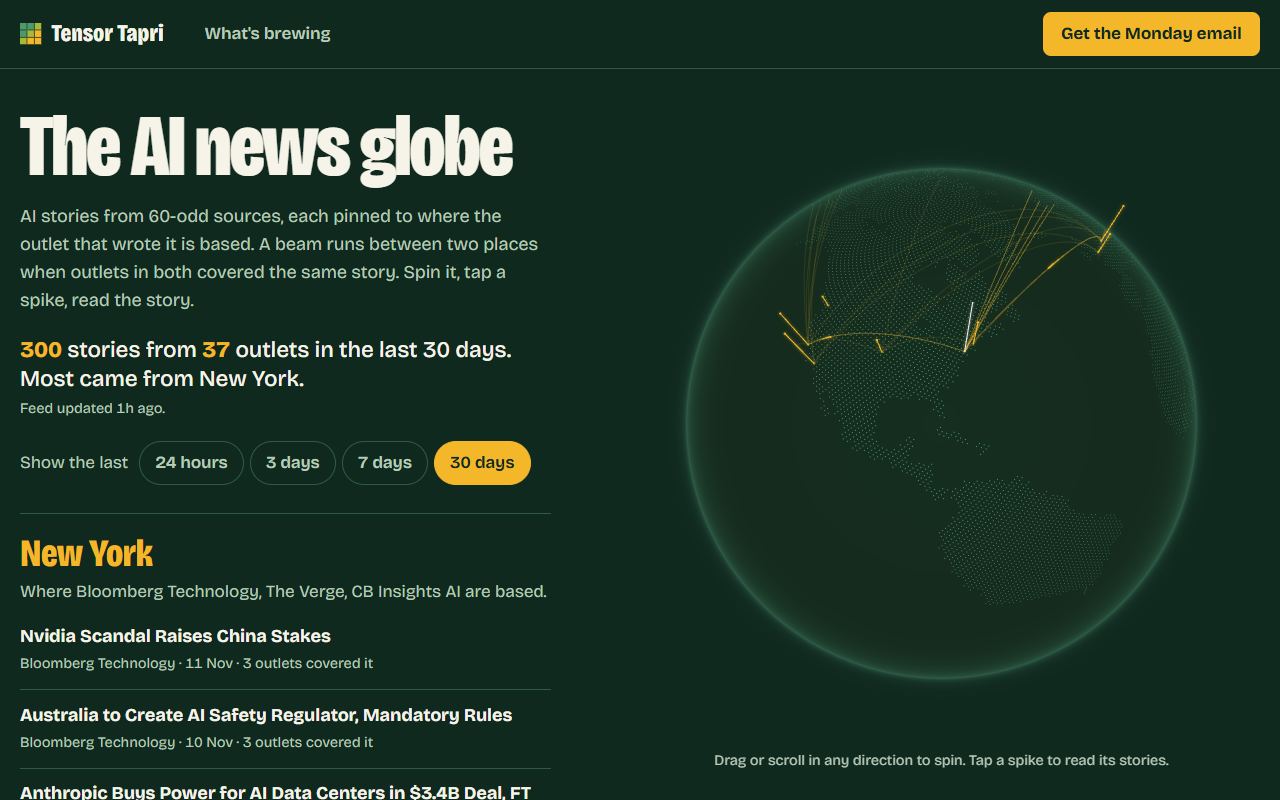 Tensor Tapri
What's brewing
Get the Monday email
The AI news globe
AI stories from 60-odd sources, each pinned to where the
outlet that wrote it is based. A beam runs between two places
when outlets in both covered the same story. Spin it, tap a
spike, read the story.
300 stories from 37 outlets in the last 30 days.
Most came from New York.
Feed updated 1h ago.
Show the last
24 hours
3 days
7 days
30 days
New York
Where Bloomberg Technology, The Verge, CB Insights AI are based.
Nvidia Scandal Raises China Stakes
Bloomberg Technology · 11 Nov · 3 outlets covered it
Australia to Create AI Safety Regulator, Mandatory Rules
Bloomberg Technology · 10 Nov · 3 outlets covered it
Anthropic Buys Power for AI Data Centers in $3.4B Deal, FT
Drag or scroll in any direction to spin. Tap a spike to read its stories.